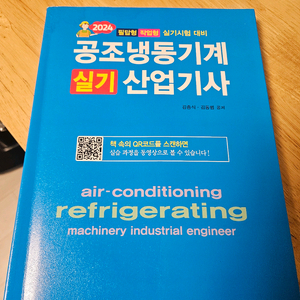 2024 필답형 작업형 실기시험 대비
공조냉동기계
실기 산업기사
책 속의 QR코드를 스캔하면
실습 과정을 동영상으로 볼 수 있습니다!
air-conditioning
refrigerating
machinery industrial engineer